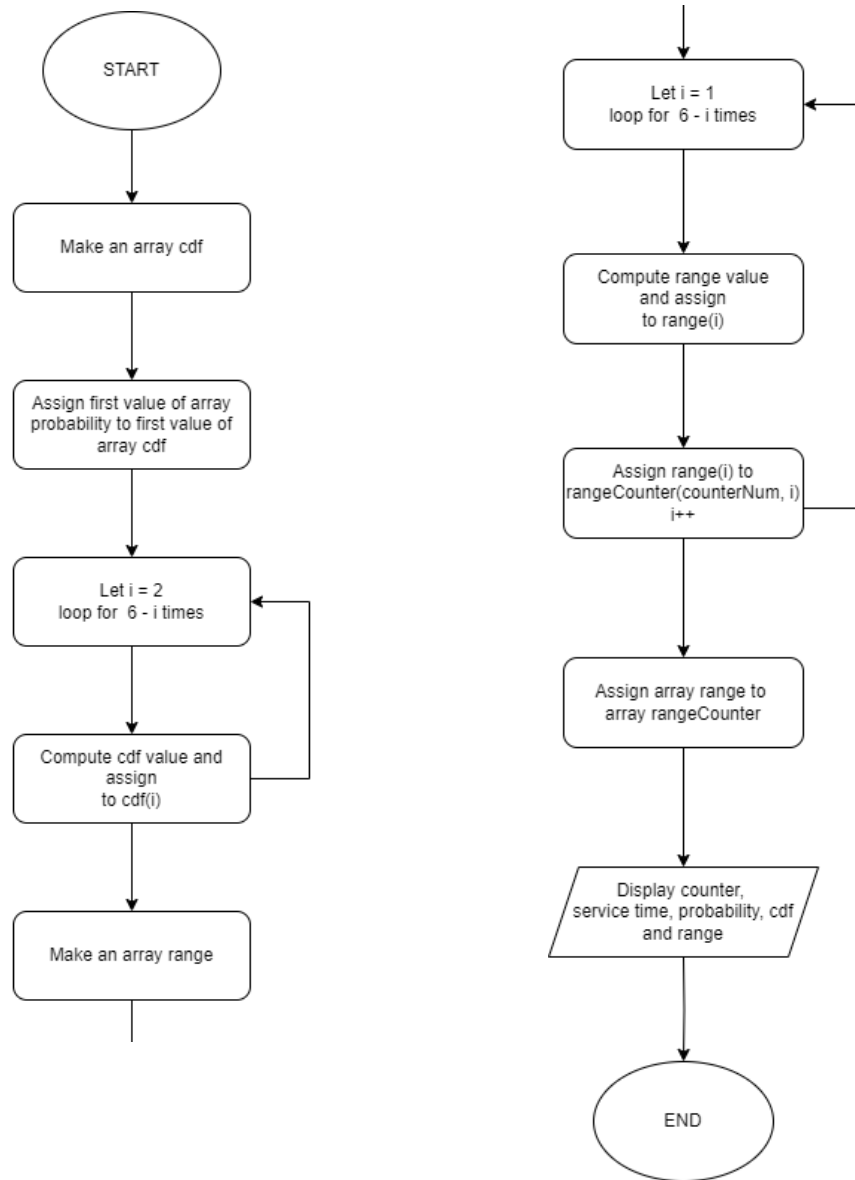 START
Make an array cdf
Assign first value of array
probability to first value of
array cdf
Let i = 2
loop for  6 - i times
Compute cdf value and
assign
to cdf(i)
Make an array range
Let i = 1
loop for  6 - i times
Compute range value
and assign
to range(i)
Assign range(i) to
rangeCounter(counterNum, i)
i++
Assign array range to
array rangeCounter
Display counter,
service time, probability, cdf
and range
END